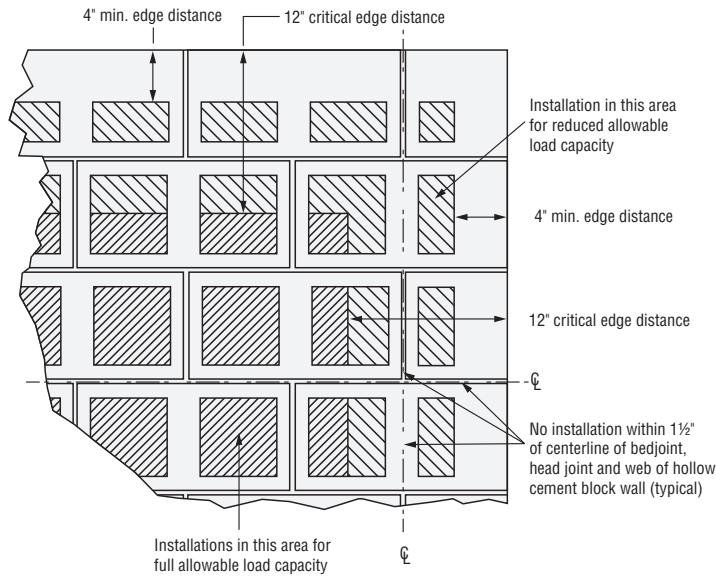 4" min. edge distance
12" critical edge distance
Installation in this area
for reduced allowable
load capacity
4" min. edge distance
12" critical edge distance
℄
No installation within 1½"
of centerline of bedjoint,
head joint and web of hollow
cement block wall (typical)
Installations in this area for
full allowable load capacity
℄